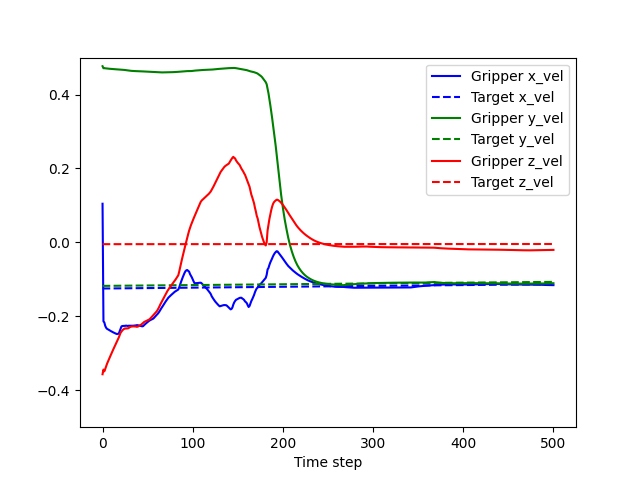 0.4
0.2
0.0
−0.2
−0.4
0
100
200
300
400
500
Time step
Gripper x_vel
Target x_vel
Gripper y_vel
Target y_vel
Gripper z_vel
Target z_vel